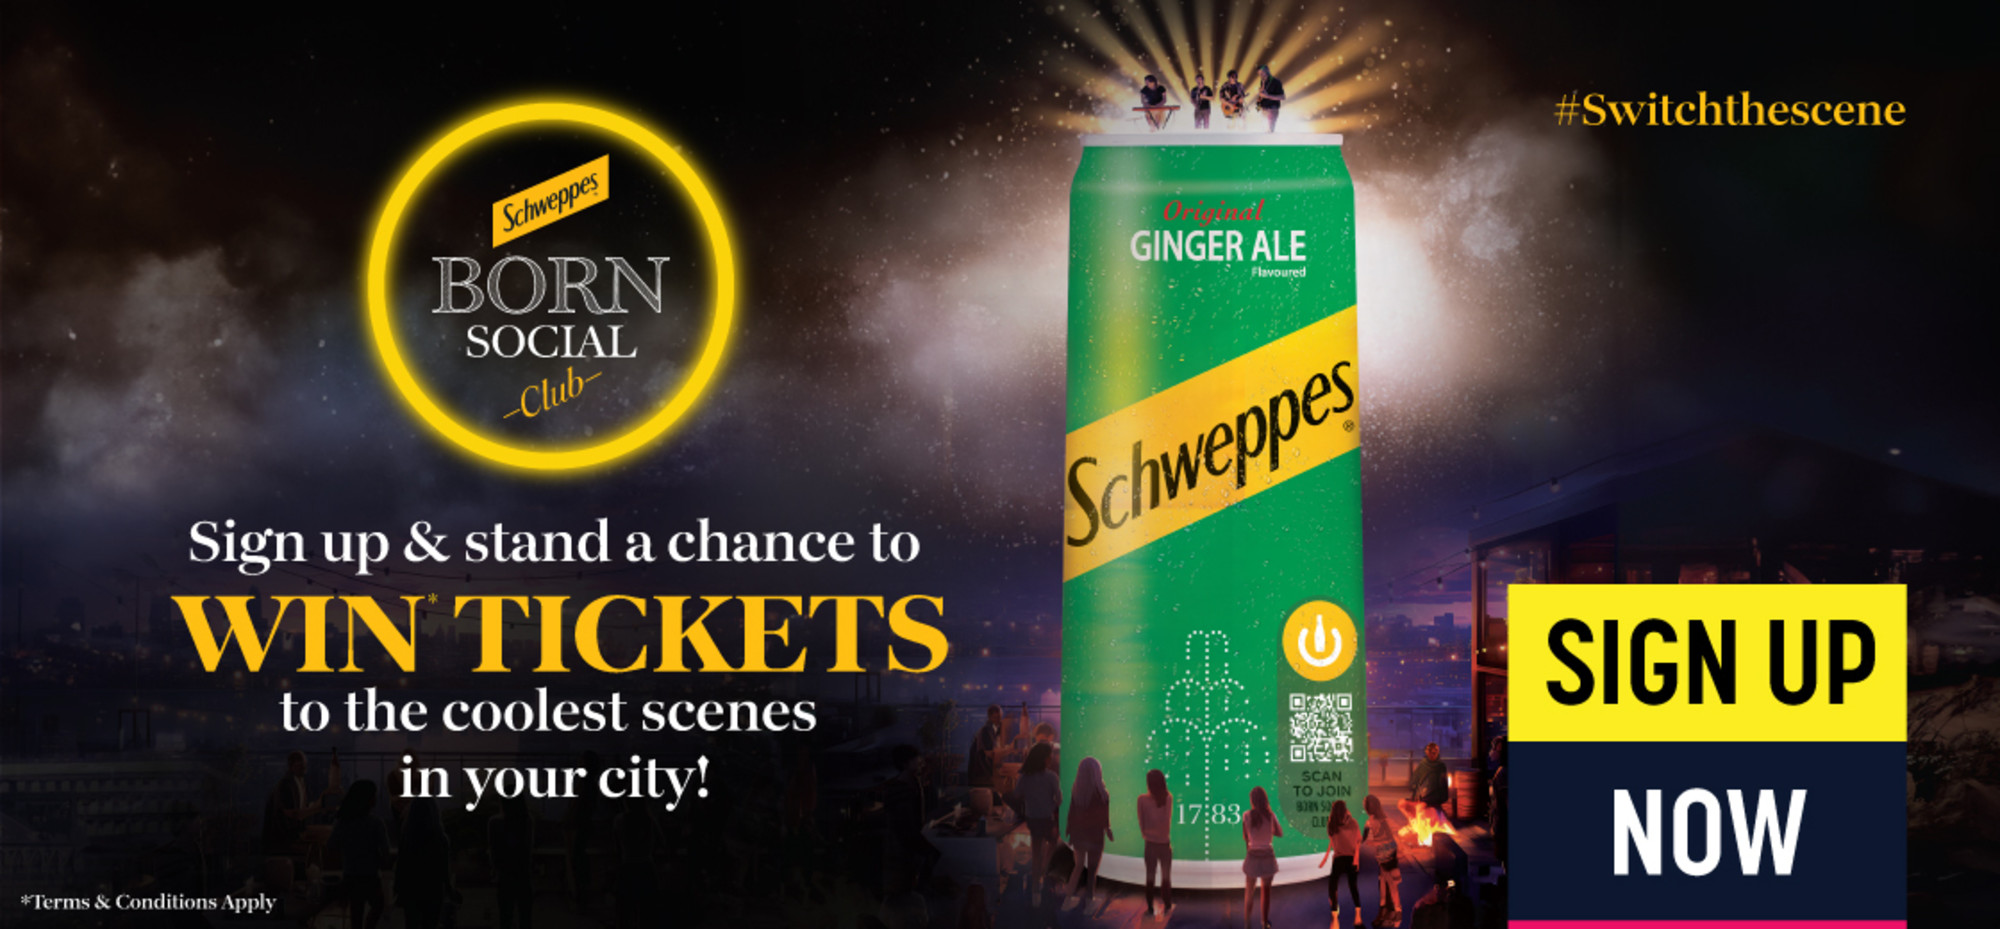 #Switchthescene
Schweppes
BORN
SOCIAL
-Club-
Sign up & stand a chance to
WIN* TICKETS
to the coolest scenes
in your city!
*Terms & Conditions Apply
Original
GINGER ALE
Flavoured
Schweppes®
SCAN
TO JOIN
BORN
17:83
SIGN UP
NOW